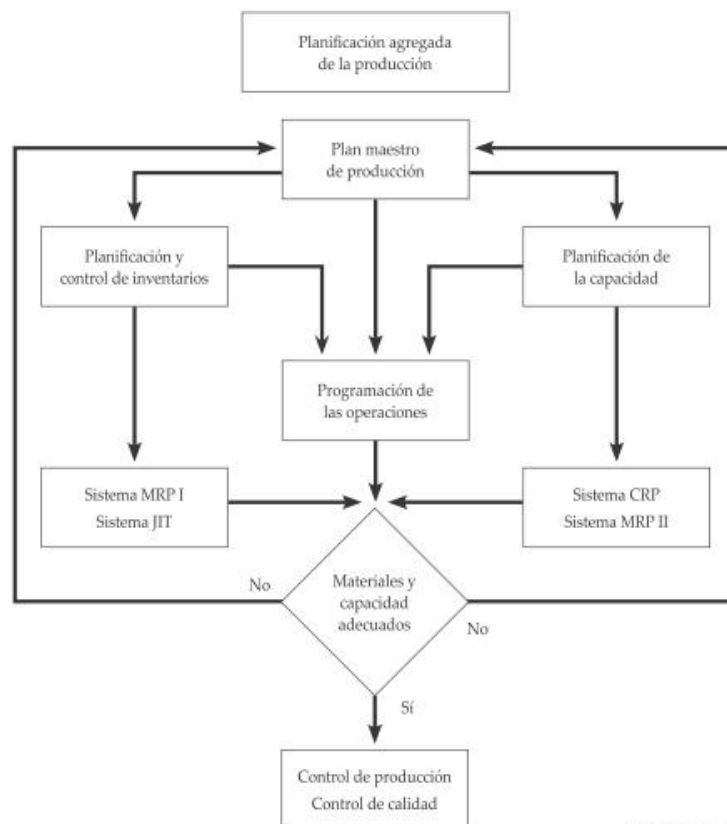 Planificación agregada
de la producción
Plan maestro
de producción
Planificación y
control de inventarios
Planificación de
la capacidad
Programación de
las operaciones
Sistema MRP I
Sistema JIT
Sistema CRP
Sistema MRP II
Materiales y
capacidad
adecuados
No
No
Sí
Control de producción
Control de calidad